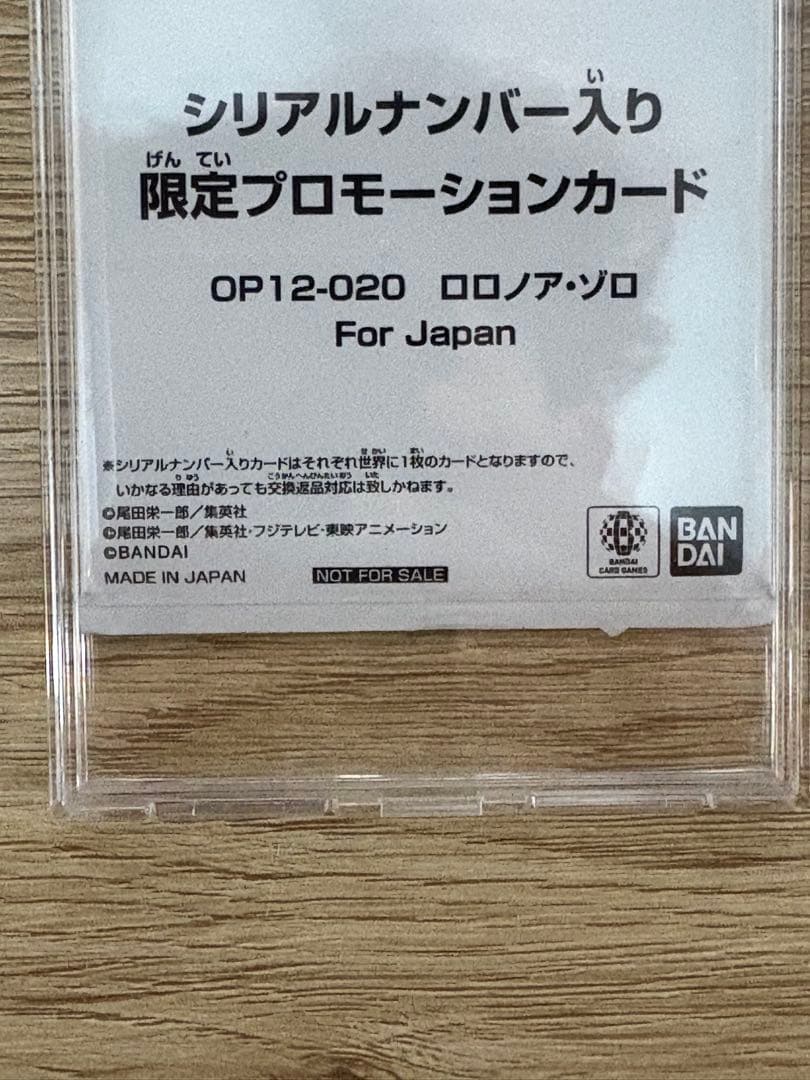 シリアルナンバー入り
限定プロモーションカード
OP12-020 ロロノア・ゾロ
For Japan
※シリアルナンバー入りカードはそれぞれ世界に1枚のカードとなりますので、
いかなる理由があっても交換返品対応は致しかねます。
©尾田栄一郎/集英社
©尾田栄一郎/集英社・フジテレビ・東映アニメーション
©BANDAI
MADE IN JAPAN NOT FOR SALE
BANDAI
CARD GAMES
BAN
DAI